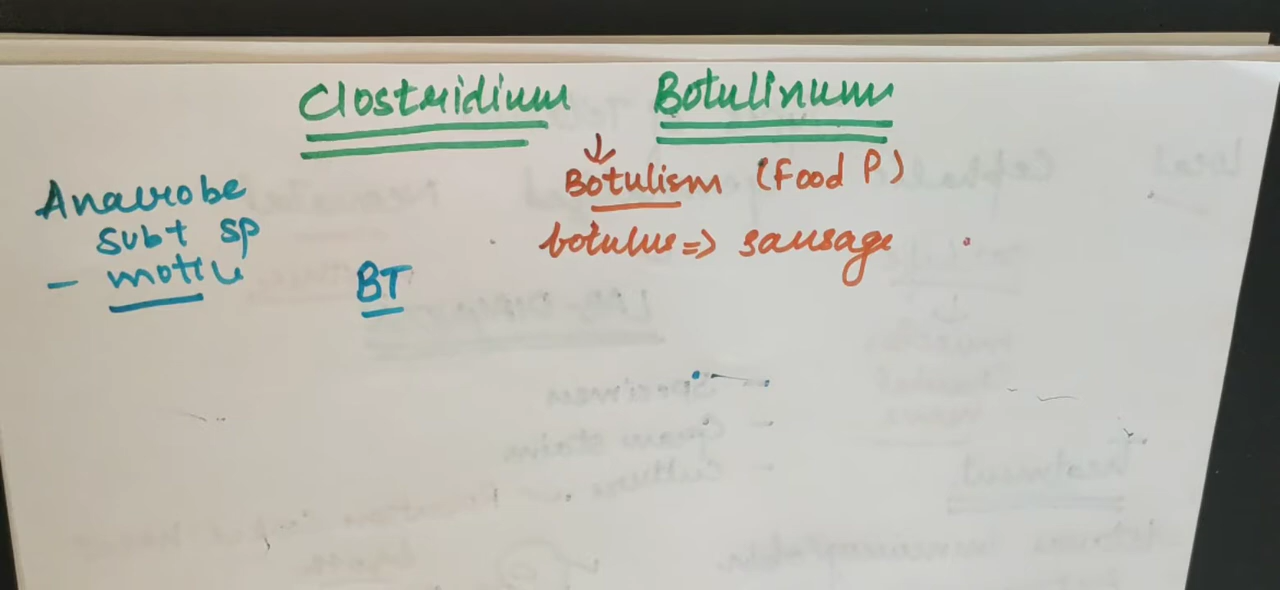 Clostridium Botulinum
↓
Botulism (Food P)
botulus => sausage
Anaerobe
subt sp
- motile
BT